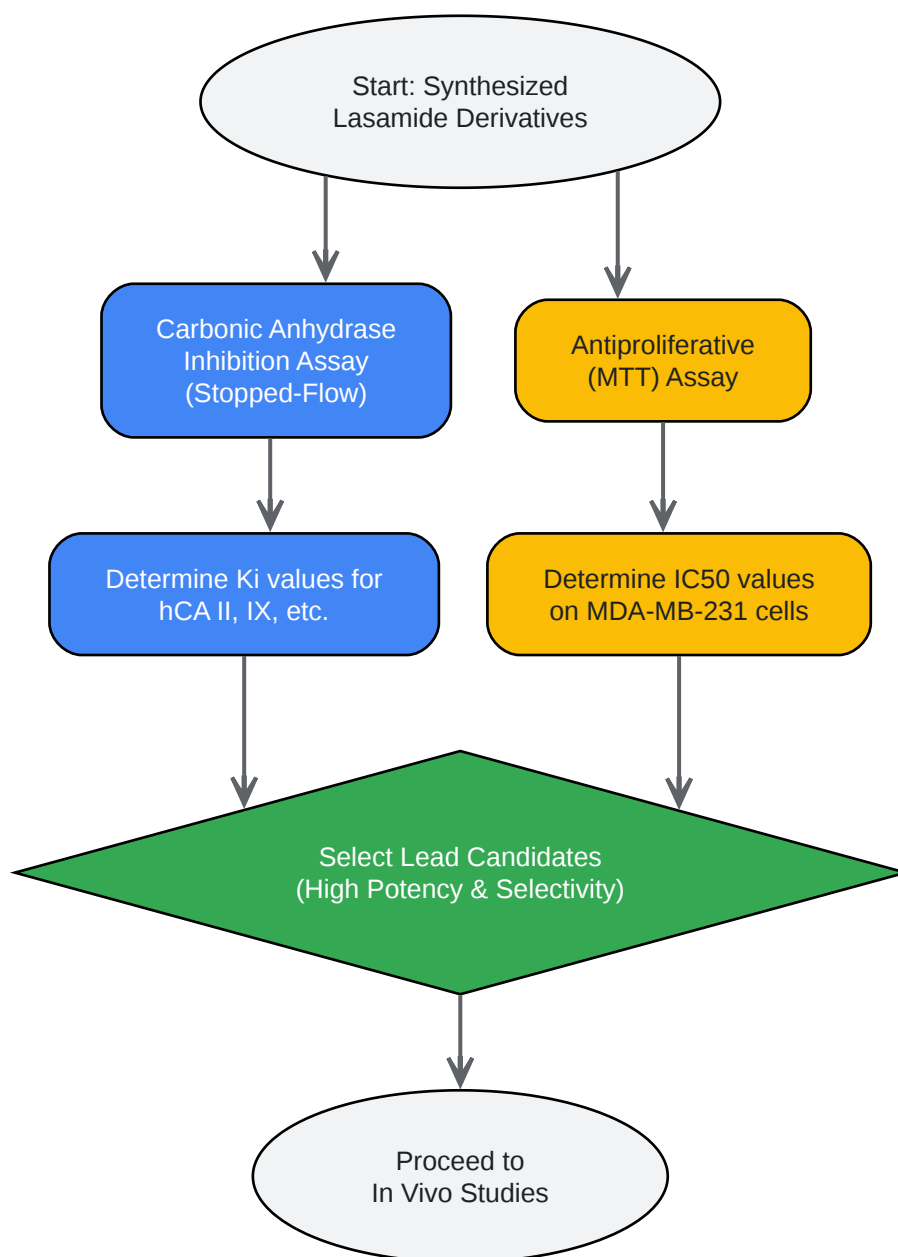 Start: Synthesized
Lasamide Derivatives
Carbonic Anhydrase
Inhibition Assay
(Stopped-Flow)
Antiproliferative
(MTT) Assay
Determine Ki values for
hCA II, IX, etc.
Determine IC50 values
on MDA-MB-231 cells
Select Lead Candidates
(High Potency & Selectivity)
Proceed to
In Vivo Studies